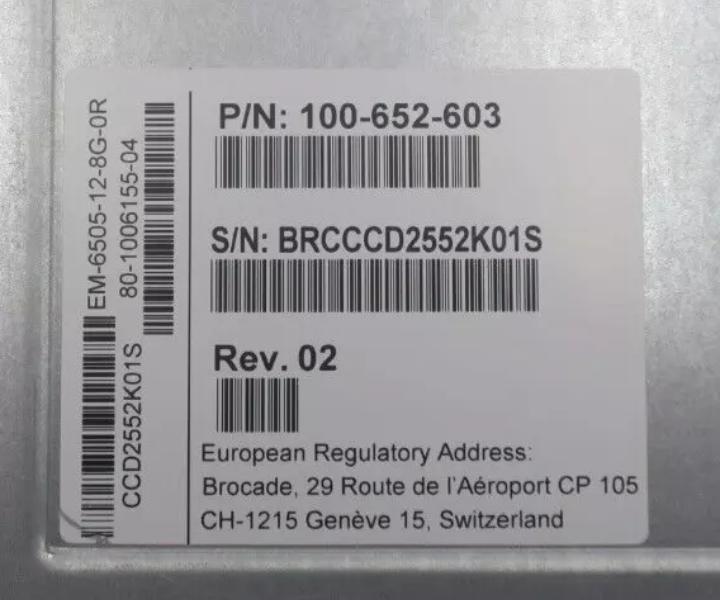 EM-6505-12-8G-0R
80-1006155-04
CCD2552K01S
P/N: 100-652-603
S/N: BRCCCD2552K01S
Rev. 02
European Regulatory Address:
Brocade, 29 Route de l'Aéroport CP 105
CH-1215 Genève 15, Switzerland